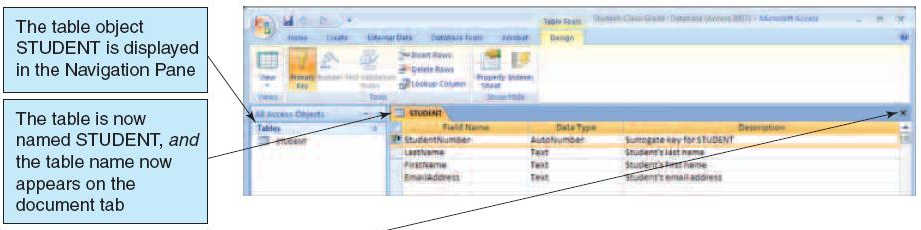 The table object
STUDENT is displayed
in the Navigation Pane
The table is now
named STUDENT, and
the table name now
appears on the
document tab
Table Tools Student-Class-Grade : Database (Access 2007) - Microsoft Access
Home Create External Data Database Tools Acrobat Design
View
Primary
Key
Insert Rows
Delete Rows
Lookup Column
Property
Sheet
Indexes
Views Tools Show/Hide
All Access Objects
Tables
STUDENT
STUDENT
Field Name Data Type Description
StudentNumber AutoNumber Surrogate key for STUDENT
LastName Text Student's last name
FirstName Text Student's first name
EmailAddress Text Student's email address